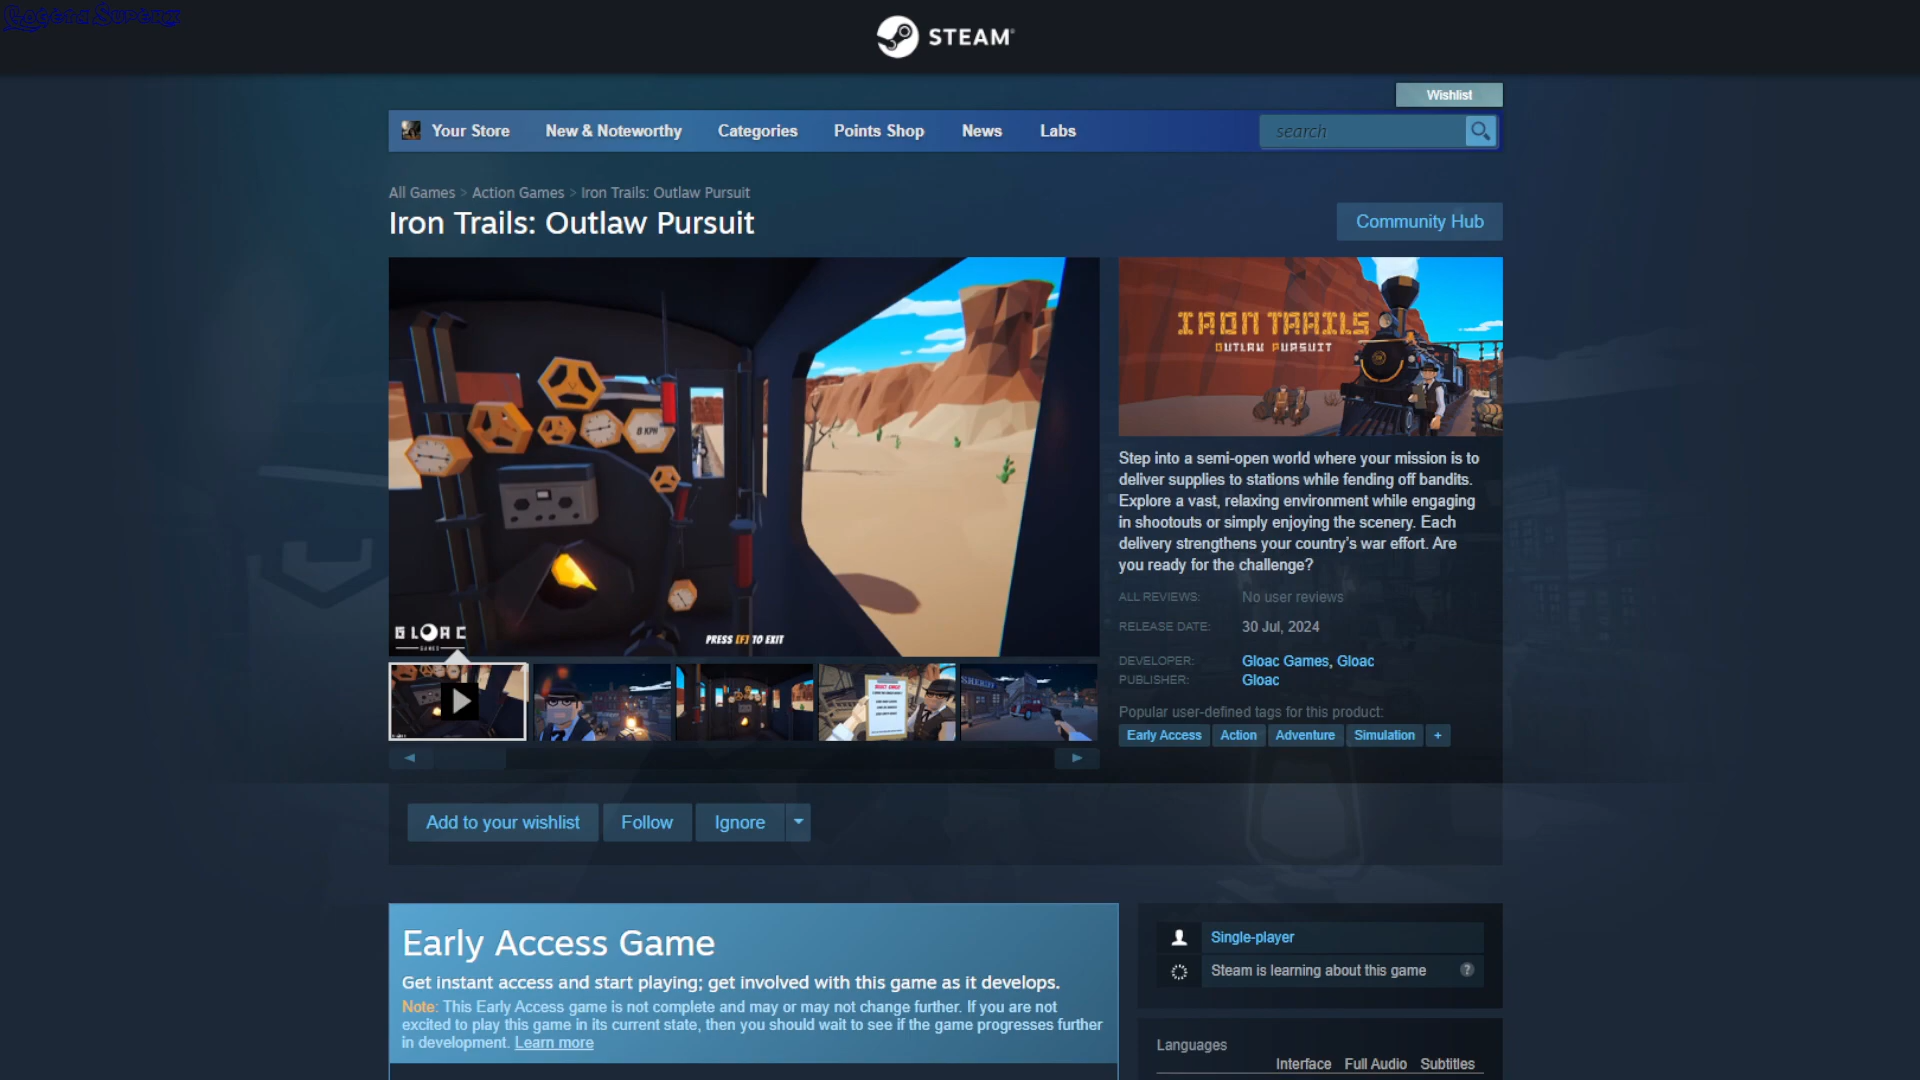 STEAM
Wishlist
Your Store New & Noteworthy Categories Points Shop News Labs
search
All Games > Action Games > Iron Trails: Outlaw Pursuit
Iron Trails: Outlaw Pursuit
Community Hub
8 KPH
GLOAC
GAMES
PRESS [F] TO EXIT
IRON TRAILS
OUTLAW PURSUIT
Step into a semi-open world where your mission is to
deliver supplies to stations while fending off bandits.
Explore a vast, relaxing environment while engaging
in shootouts or simply enjoying the scenery. Each
delivery strengthens your country's war effort. Are
you ready for the challenge?
ALL REVIEWS: No user reviews
RELEASE DATE: 30 Jul, 2024
DEVELOPER: Gloac Games, Gloac
PUBLISHER: Gloac
Popular user-defined tags for this product:
Early Access Action Adventure Simulation +
SHERIFF
Add to your wishlist Follow Ignore
Early Access Game
Get instant access and start playing; get involved with this game as it develops.
Note: This Early Access game is not complete and may or may not change further. If you are not
excited to play this game in its current state, then you should wait to see if the game progresses further
in development. Learn more
Single-player
Steam is learning about this game ?
Languages
Interface Full Audio Subtitles